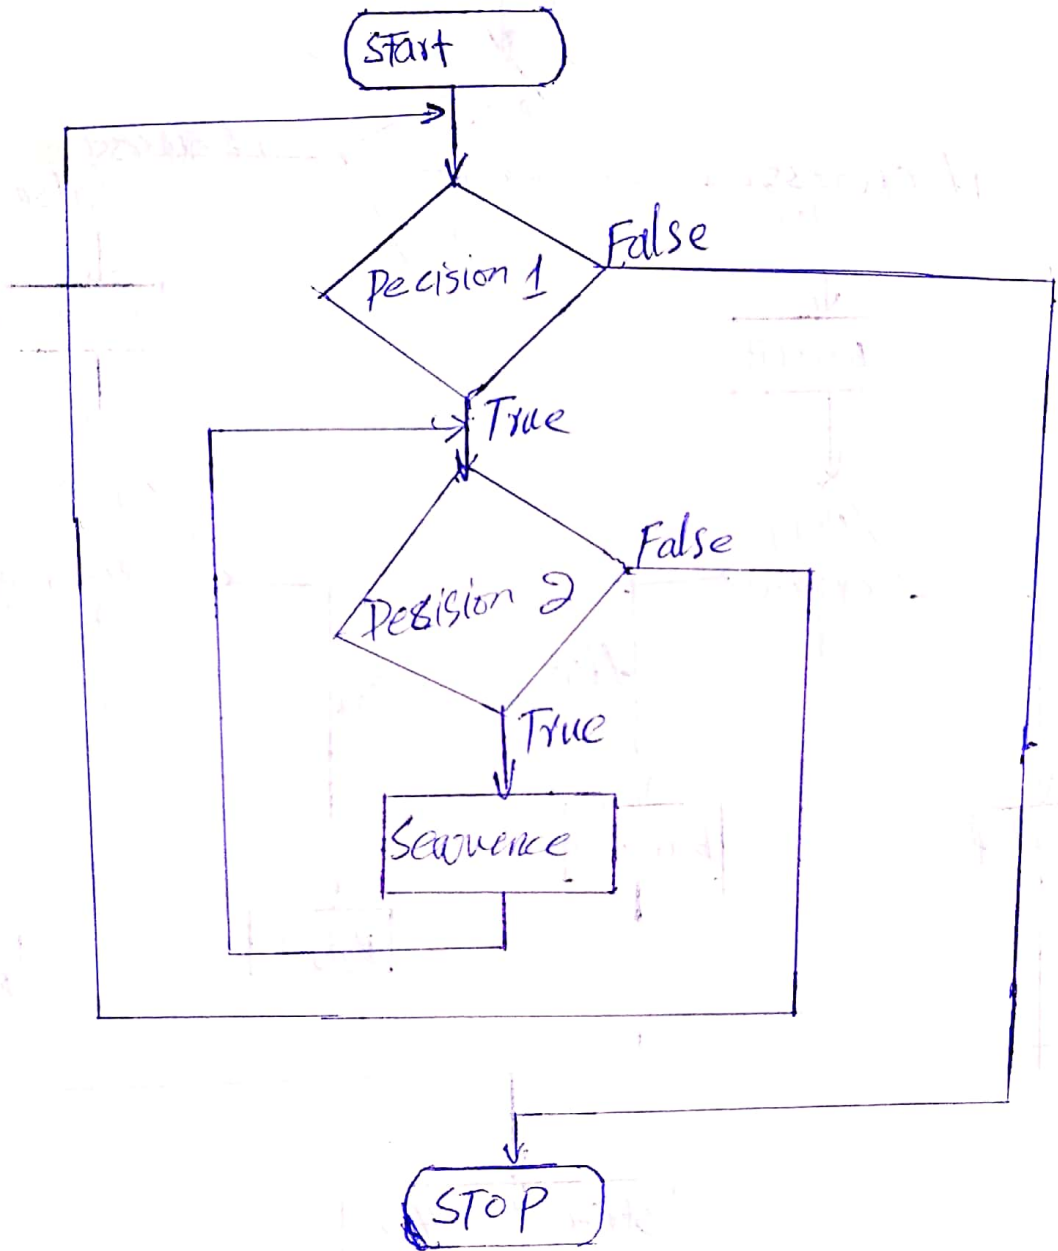 Start
False
Decision 1
True
False
Decision 2
True
Sequence
STOP